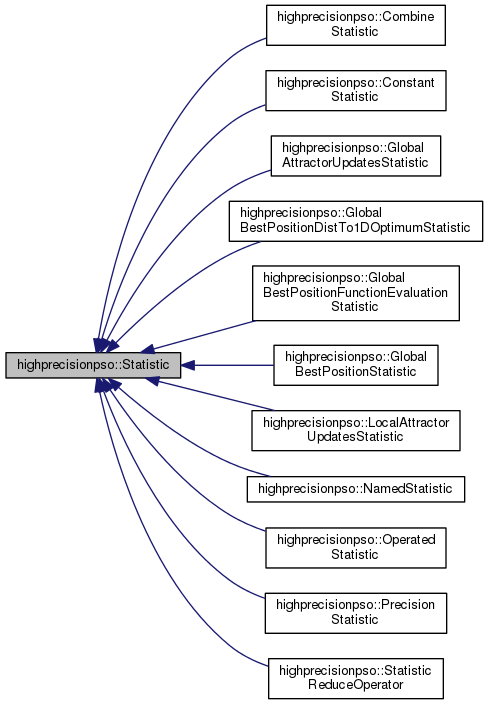 highprecisionpso::Combine
Statistic
highprecisionpso::Constant
Statistic
highprecisionpso::Global
AttractorUpdatesStatistic
highprecisionpso::Global
BestPositionDistTo1DOptimumStatistic
highprecisionpso::Global
BestPositionFunctionEvaluation
Statistic
highprecisionpso::Statistic
highprecisionpso::Global
BestPositionStatistic
highprecisionpso::LocalAttractor
UpdatesStatistic
highprecisionpso::NamedStatistic
highprecisionpso::Operated
Statistic
highprecisionpso::Precision
Statistic
highprecisionpso::Statistic
ReduceOperator